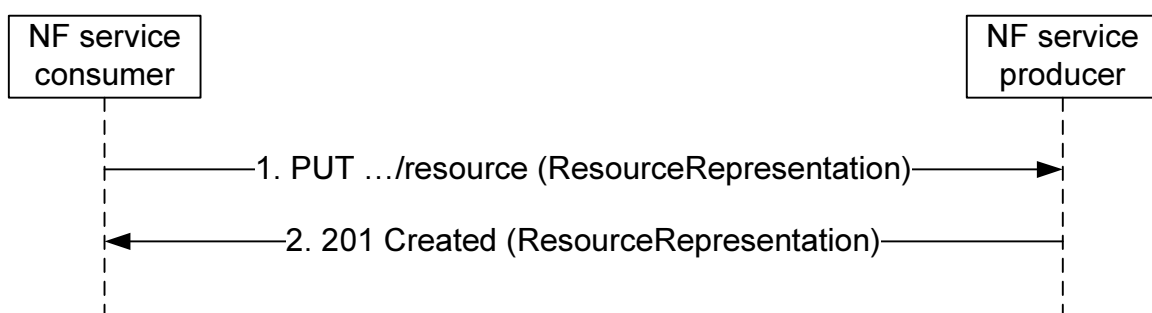 NF service
consumer
NF service
producer
1. PUT …/resource (ResourceRepresentation)
2. 201 Created (ResourceRepresentation)